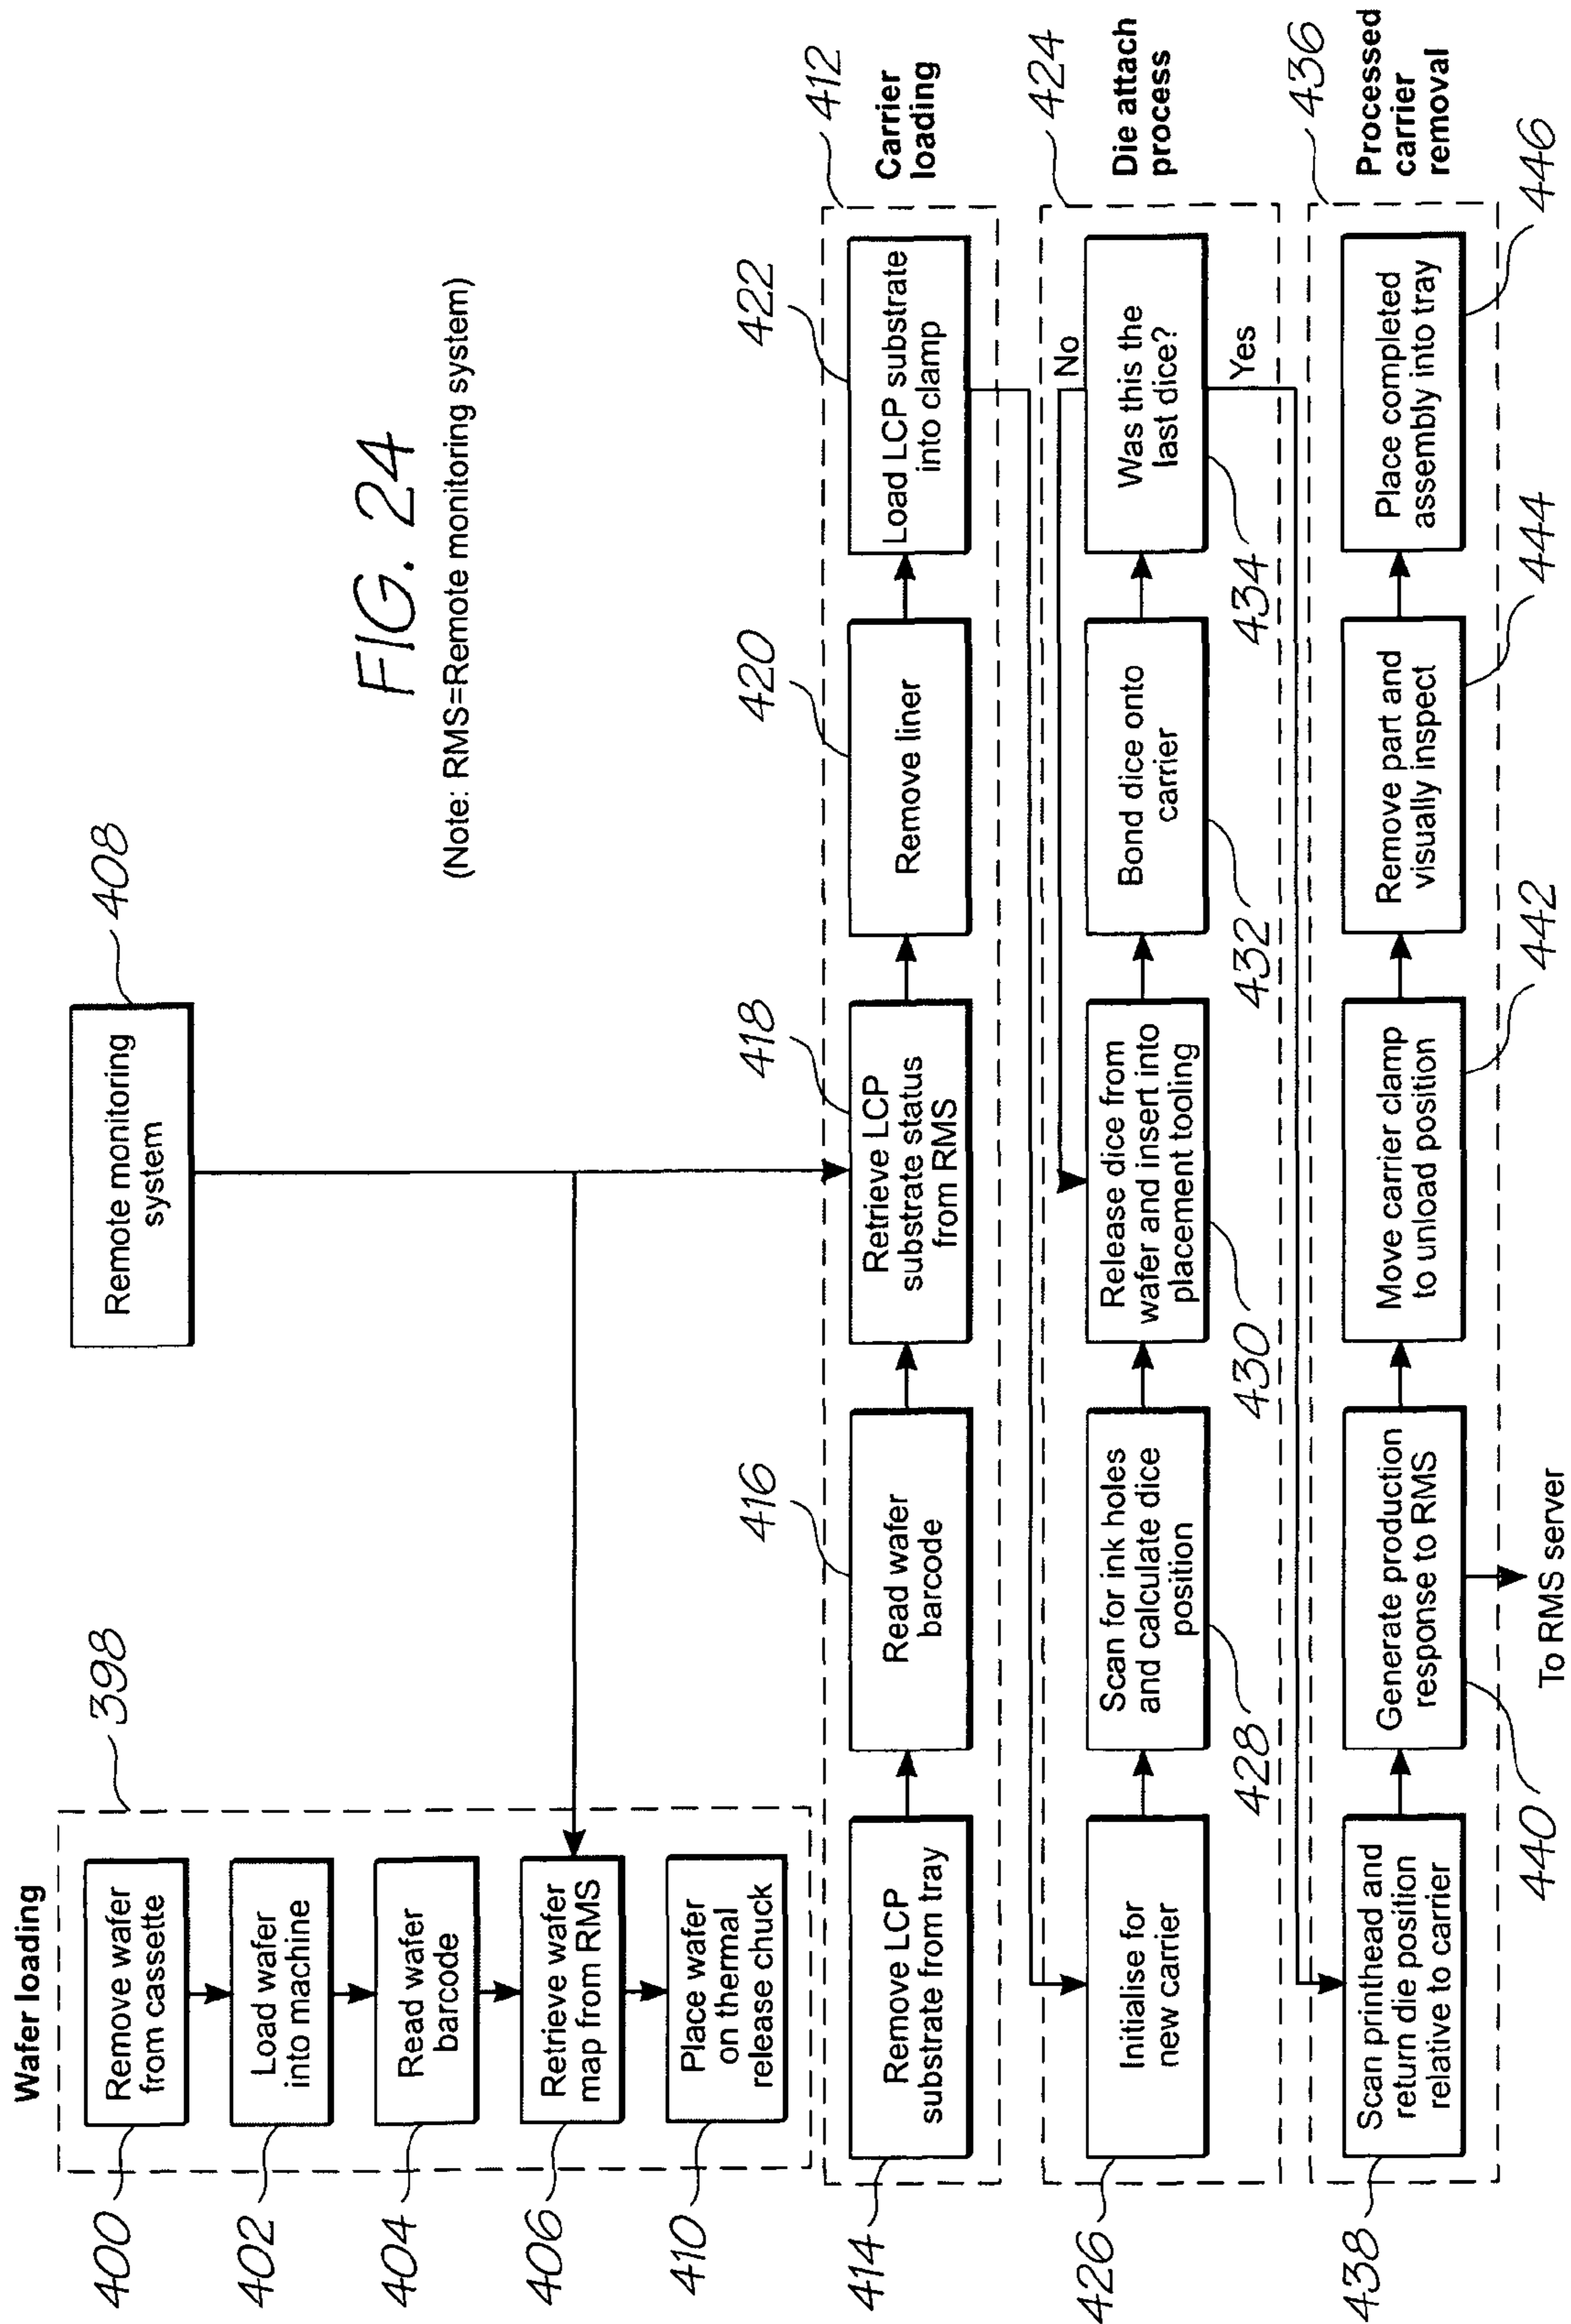 Wafer loading
398
400
Remove wafer
from cassette
402
Load wafer
into machine
404
Read wafer
barcode
406
Retrieve wafer
map from RMS
410
Place wafer
on thermal
release chuck
408
Remote monitoring
system
FIG. 24
(Note: RMS=Remote monitoring system)
412
Carrier
loading
414
Remove LCP
substrate from tray
416
Read wafer
barcode
418
Retrieve LCP
substrate status
from RMS
420
Remove liner
422
Load LCP substrate
into clamp
424
Die attach
process
426
Initialise for
new carrier
428
Scan for ink holes
and calculate dice
position
430
Release dice from
wafer and insert into
placement tooling
432
Bond dice onto
carrier
434
Was this the
last dice?
No
Yes
436
Processed
carrier
removal
438
Scan printhead and
return die position
relative to carrier
440
Generate production
response to RMS
To RMS server
442
Move carrier clamp
to unload position
444
Remove part and
visually inspect
446
Place completed
assembly into tray